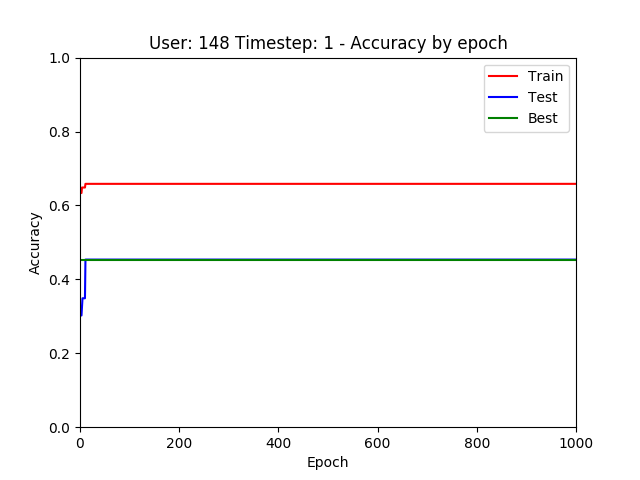 User: 148 Timestep: 1 - Accuracy by epoch
1.0
0.8
0.6
0.4
0.2
0.0
Accuracy
Train
Test
Best
0 200 400 600 800 1000
Epoch